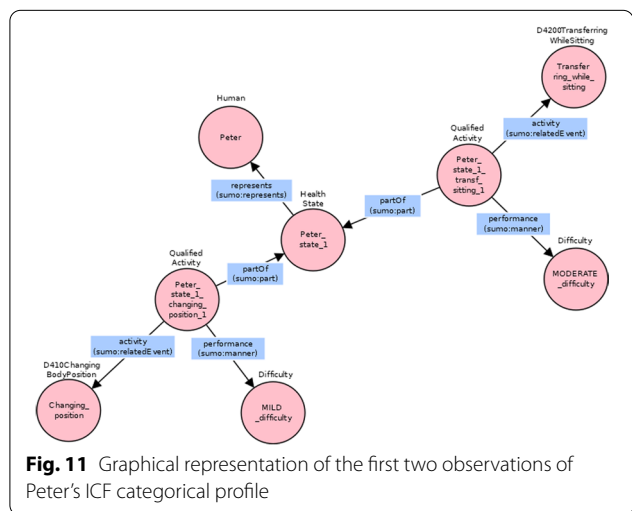 D4200Transferring
WhileSitting
Transfer
ring_while_
sitting
activity
(sumo:relatedEvent)
Human
Peter
Qualified
Activity
Peter_
state_1_
transf_
sitting_1
represents
(sumo:represents)
Health
State
partOf
(sumo:part)
Peter_
state_1
performance
(sumo:manner)
Difficulty
MODERATE
_difficulty
Qualified
Activity
partOf
(sumo:part)
Peter_
state_1_
changing_
position_1
activity
(sumo:relatedEvent)
performance
(sumo:manner)
D410Changing
BodyPosition
Changing_
position
Difficulty
MILD
_difficulty
Fig. 11 Graphical representation of the first two observations of
Peter’s ICF categorical profile